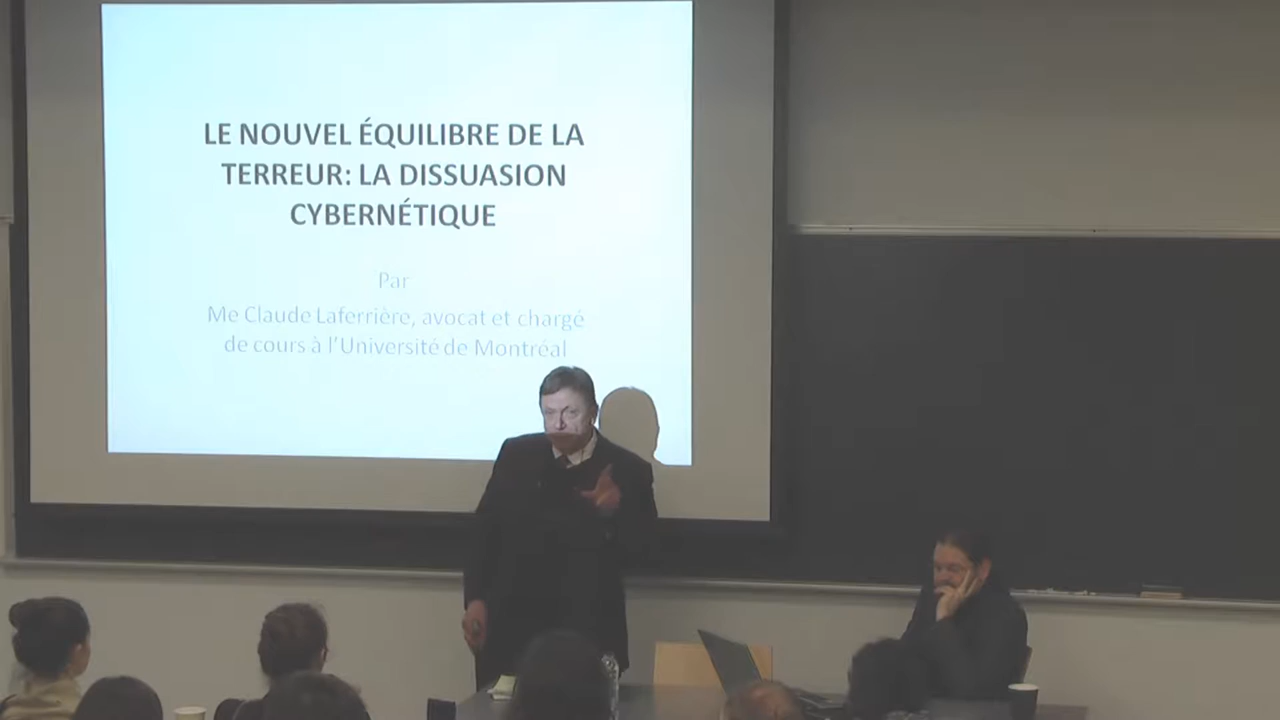 LE NOUVEL ÉQUILIBRE DE LA
TERREUR: LA DISSUASION
CYBERNÉTIQUE
Par
Me Claude Laferrière, avocat et chargé
de cours à l'Université de Montréal